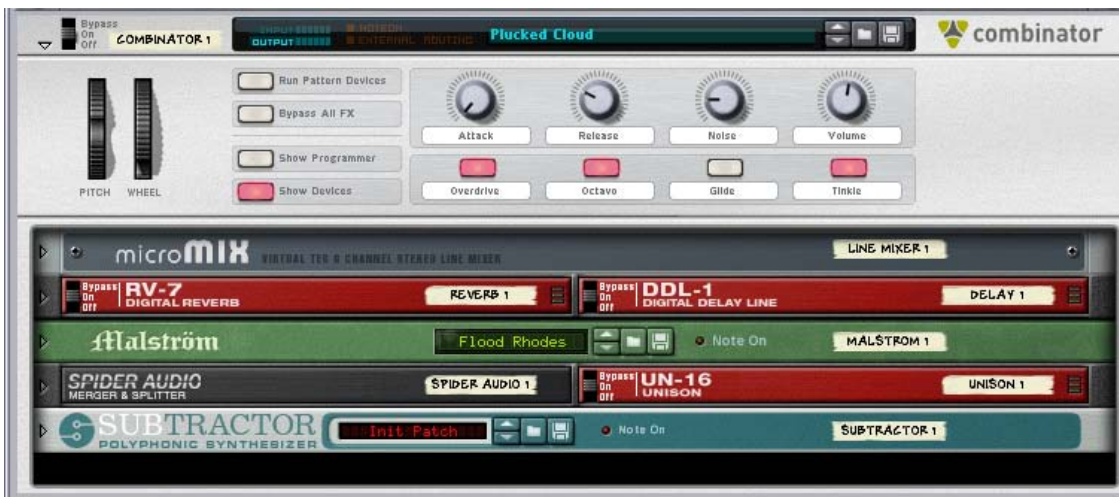 Bypass
On
Off
COMBINATOR 1
INPUT
OUTPUT
EXTERNAL ROUTING
Plucked Cloud
combinator
Run Pattern Devices
Bypass All FX
Show Programmer
Show Devices
PITCH WHEEL
Attack Release Noise Volume
Overdrive Octavo Glide Tinkle
microMIX
LINE MIXER 1
Bypass
On
Off
RV-7
DIGITAL REVERB
REVERB 1
Bypass
On
Off
DDL-1
DIGITAL DELAY LINE
DELAY 1
Malström
Flood Rhodes
Note On
MALSTROM 1
SPIDER AUDIO
MERGER & SPLITTER
SPIDER AUDIO 1
Bypass
On
Off
UN-16
UNISON
UNISON 1
SUBTRACTOR
POLYPHONIC SYNTHESIZER
Init Patch
Note On
SUBTRACTOR 1